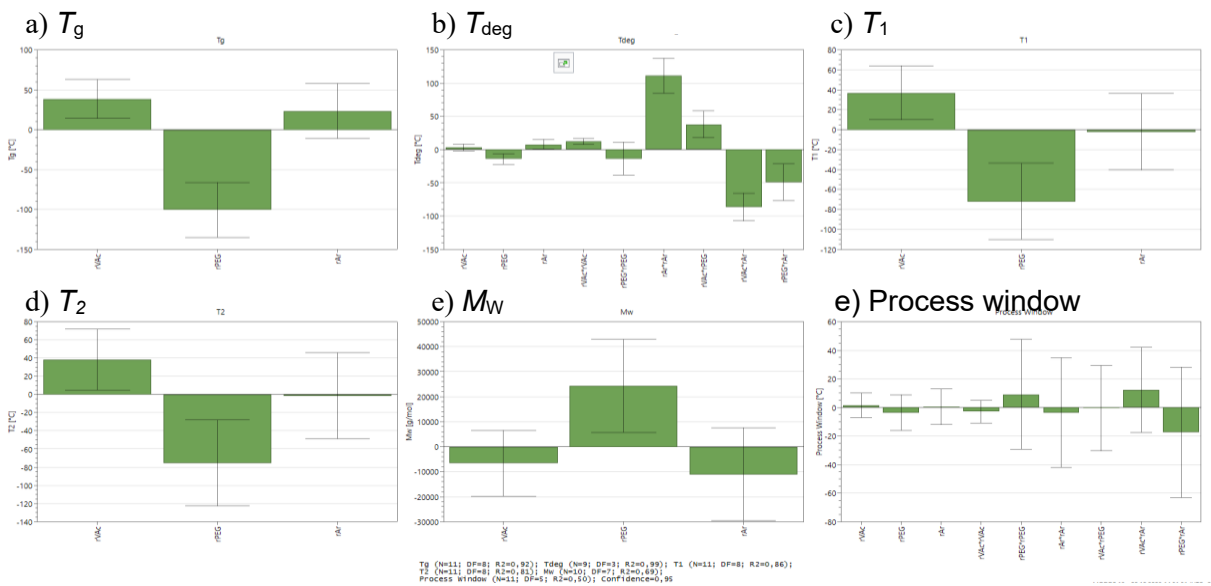 a) Tg
Tg
100
50
0
-50
-100
-150
Tg [°C]
rVAc
rPEG
rAr
b) Tdeg
Tdeg
150
100
50
0
-50
-100
-150
Tdeg [°C]
rVAc
rPEG
rAr
rVAc*rVAc
rPEG*rPEG
rAr*rAr
rVAc*rPEG
rVAc*rAr
rPEG*rAr
c) T1
T1
80
60
40
20
0
-20
-40
-60
-80
-100
-120
T1 [°C]
rVAc
rPEG
rAr
d) T2
T2
80
60
40
20
0
-20
-40
-60
-80
-100
-120
-140
T2 [°C]
rVAc
rPEG
rAr
e) MW
Mw
50000
40000
30000
20000
10000
0
-10000
-20000
-30000
Mw [g/mol]
rVAc
rPEG
rAr
e) Process window
Process Window
60
40
20
0
-20
-40
-60
-80
Process Window [°C]
rVAc
rPEG
rAr
rVAc*rVAc
rPEG*rPEG
rAr*rAr
rVAc*rPEG
rVAc*rAr
rPEG*rAr
Tg (N=11; DF=8; R2=0,92); Tdeg (N=9; DF=3; R2=0,99); T1 (N=11; DF=8; R2=0,86);
T2 (N=11; DF=8; R2=0,81); Mw (N=10; DF=7; R2=0,69);
Process Window (N=11; DF=5; R2=0,50); Confidence=0,95